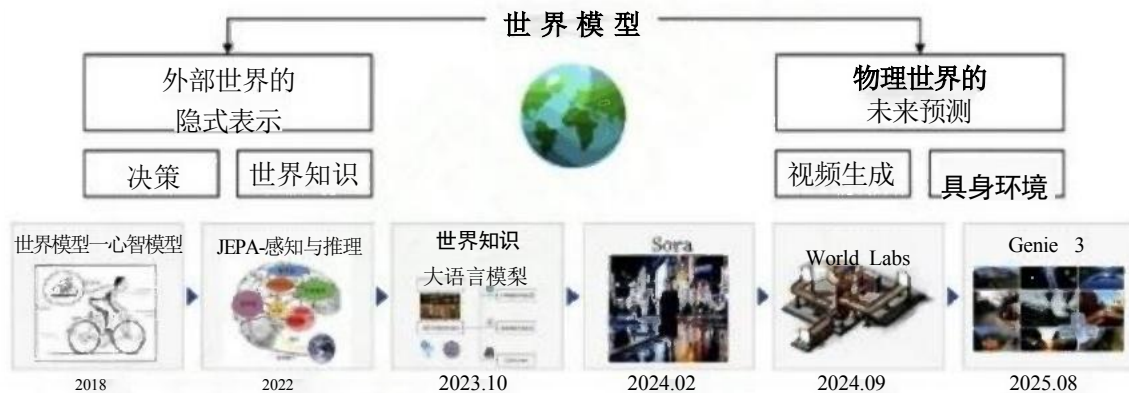 世界模型
外部世界的
隐式表示
物理世界的
未来预测
决策
世界知识
视频生成
具身环境
世界模型一心智模型
JEPA-感知与推理
世界知识
大语言模梨
Sora
World Labs
Genie 3
2018
2022
2023.10
2024.02
2024.09
2025.08